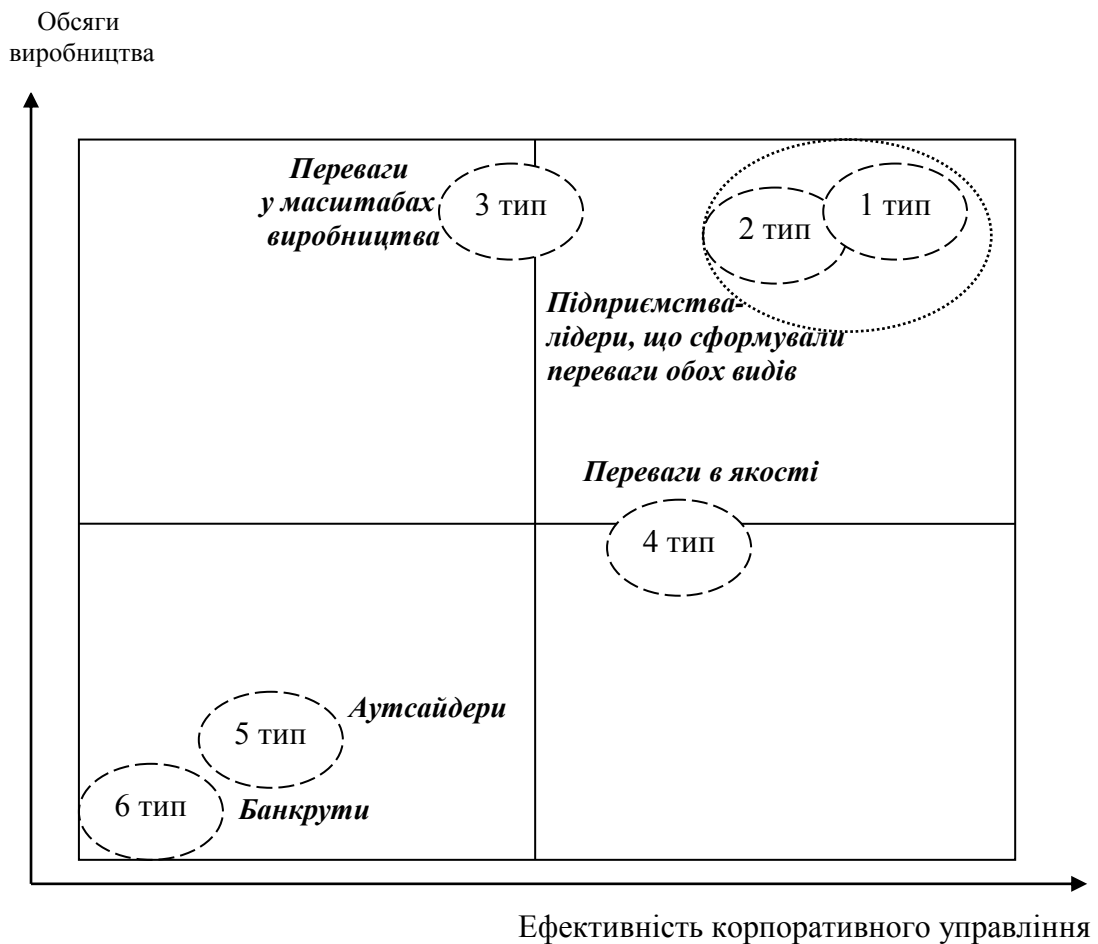 Обсяги
виробництва
Переваги
у масштабах
виробництва
3 тип
2 тип
1 тип
Підприємства-
лідери, що сформували
переваги обох видів
Переваги в якості
4 тип
Аутсайдери
5 тип
6 тип
Банкрути
Ефективність корпоративного управління